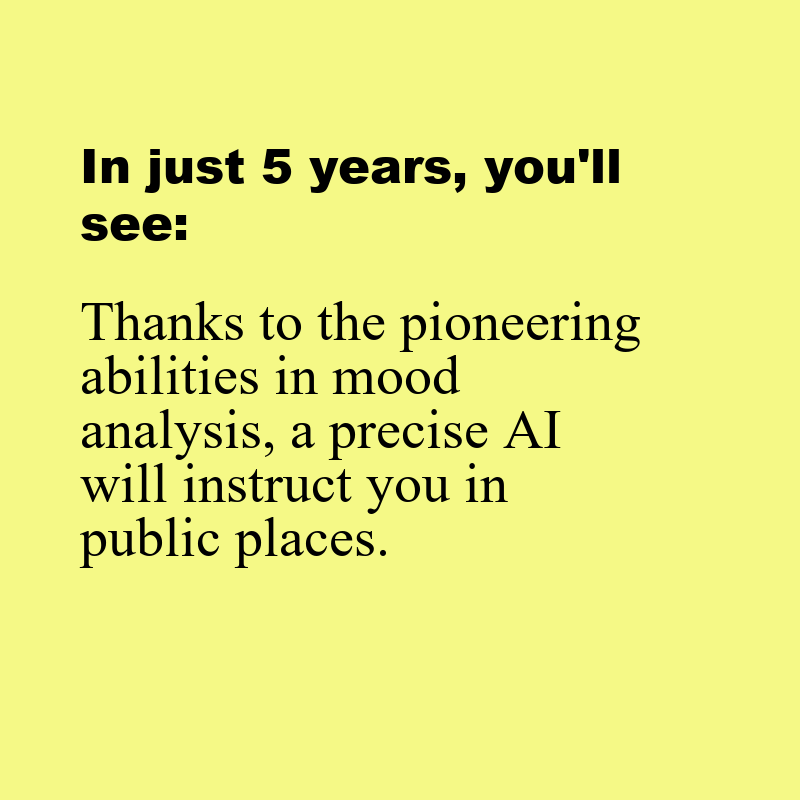 In just 5 years, you'll
see:
Thanks to the pioneering
abilities in mood
analysis, a precise AI
will instruct you in
public places.